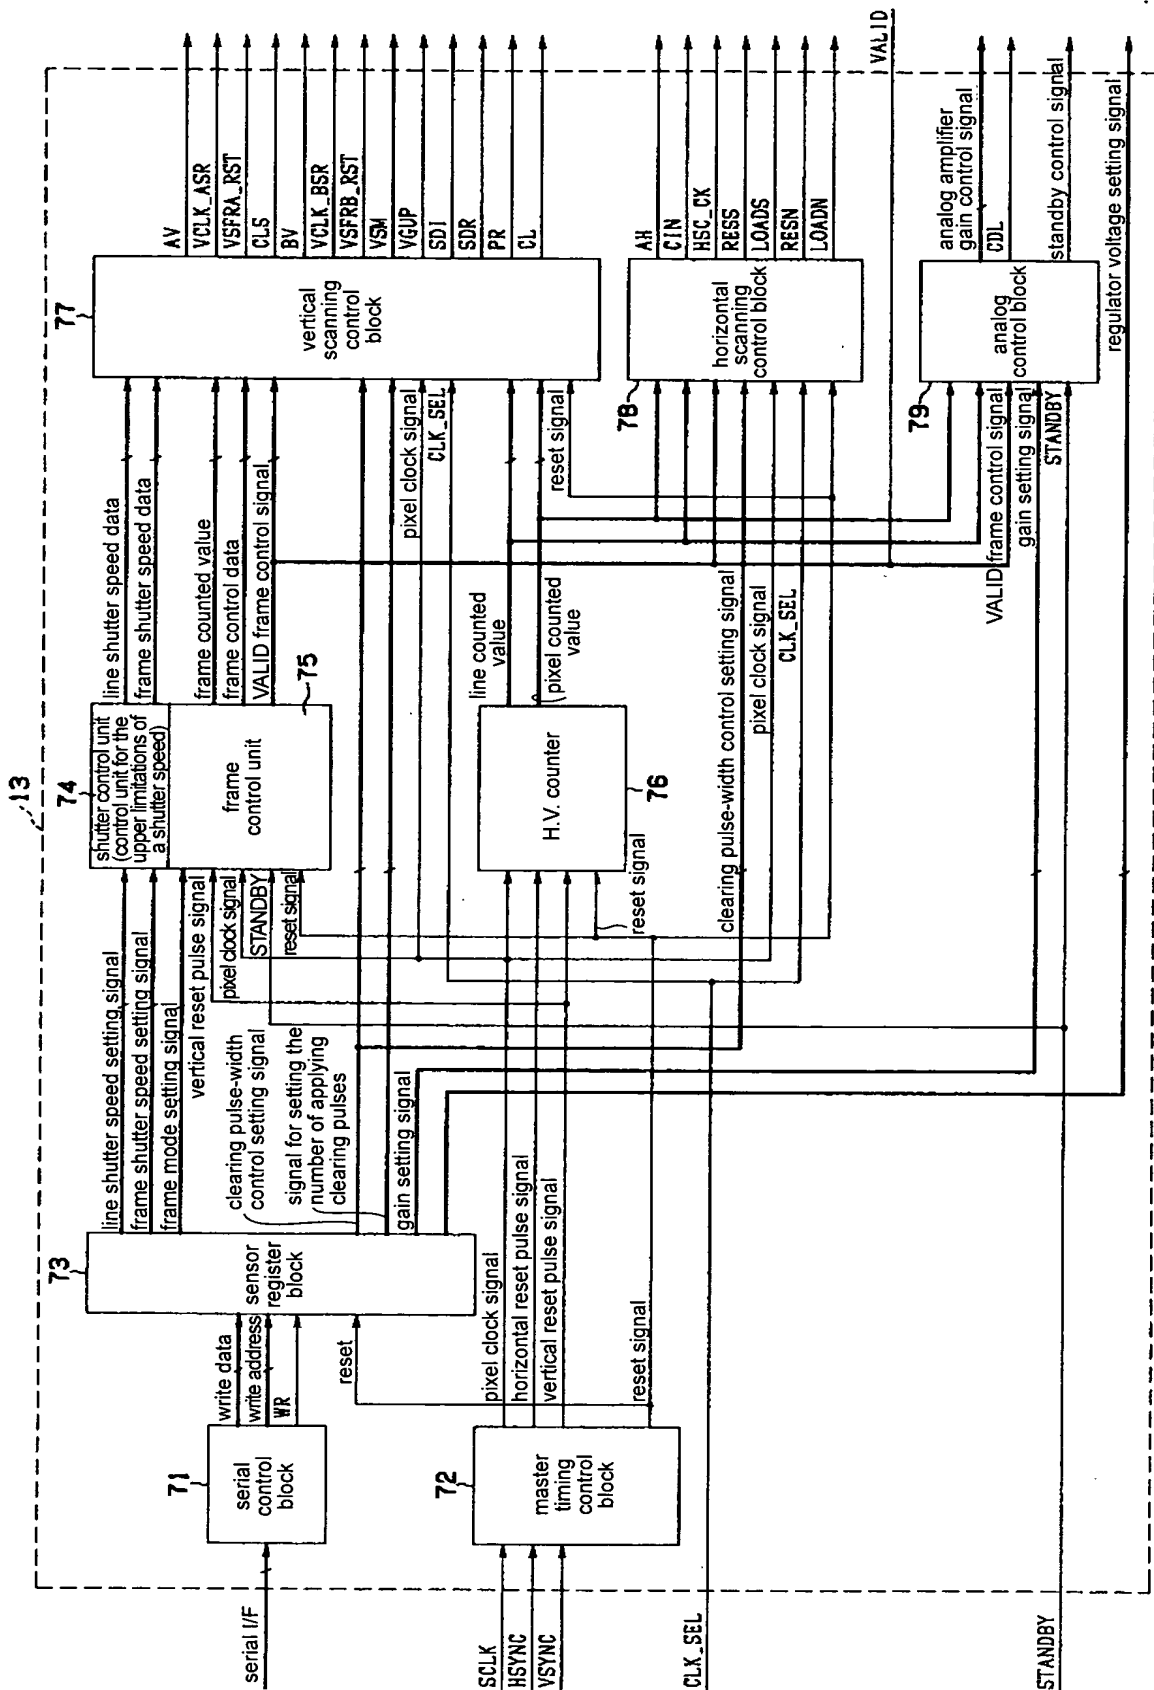 13
serial I/F
SCLK
HSYNC
VSYNC
CLK_SEL
STANDBY
71
serial
control
block
write data
write address
WR
72
master
timing
control
block
reset
pixel clock signal
horizontal reset pulse signal
vertical reset pulse signal
reset signal
73
sensor
register
block
line shutter speed setting signal
frame shutter speed setting signal
frame mode setting signal
vertical reset pulse signal
pixel clock signal
STANDBY
reset signal
clearing pulse-width
control setting signal
signal for setting the
number of applying
clearing pulses
gain setting signal
74
shutter control unit
(control unit for the
upper limitations of
a shutter speed)
frame
control unit
75
line shutter speed data
frame shutter speed data
frame counted value
frame control data
VALID frame control signal
H.V. counter
76
reset signal
line counted
value
pixel counted
value
pixel clock signal
CLK_SEL
reset signal
clearing pulse-width control setting signal
pixel clock signal
CLK_SEL
VALID frame control signal
gain setting signal
STANDBY
77
vertical
scanning
control
block
AV
VCLK_ASR
VSFRA_RST
CLS
BV
VCLK_BSR
VSFRB_RST
VSM
VGUP
SDI
SDR
PR
CL
78
horizontal
scanning
control block
AH
CIN
HSC_CK
RESS
LOADS
RESN
LOADN
VALID
79
analog
control block
analog amplifier
gain control signal
CDL
standby control signal
regulator voltage setting signal